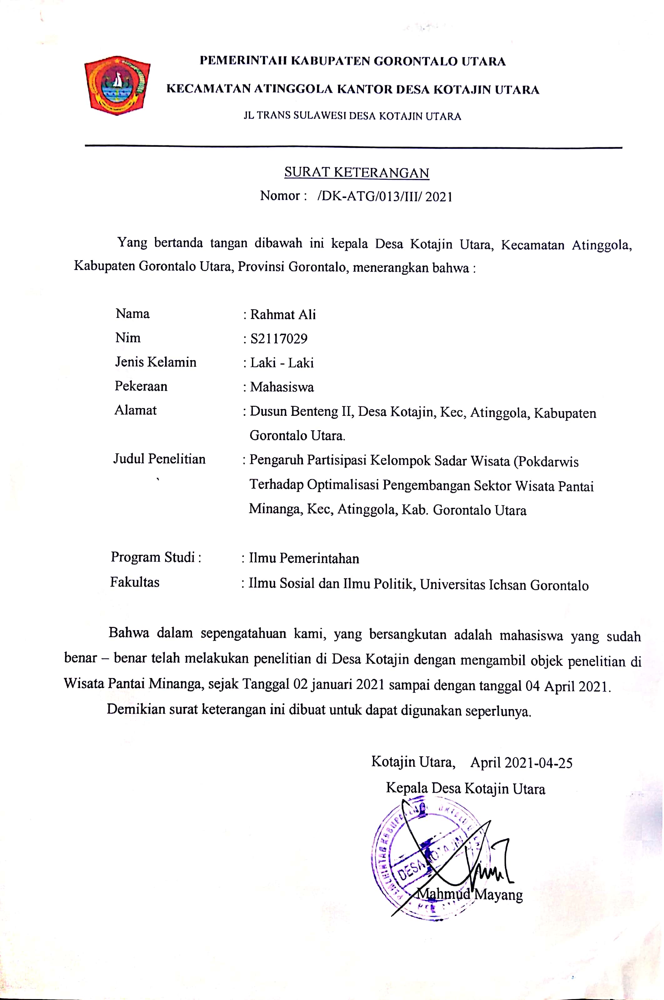 PEMERINTAH KABUPATEN GORONTALO UTARA
KECAMATAN ATINGGOLA KANTOR DESA KOTAJIN UTARA
JL TRANS SULAWESI DESA KOTAJIN UTARA
SURAT KETERANGAN
Nomor : /DK-ATG/013/III/ 2021
Yang bertanda tangan dibawah ini kepala Desa Kotajin Utara, Kecamatan Atinggola,
Kabupaten Gorontalo Utara, Provinsi Gorontalo, menerangkan bahwa :
Nama : Rahmat Ali
Nim : S2117029
Jenis Kelamin : Laki - Laki
Pekeraan : Mahasiswa
Alamat : Dusun Benteng II, Desa Kotajin, Kec, Atinggola, Kabupaten
Gorontalo Utara.
Judul Penelitian : Pengaruh Partisipasi Kelompok Sadar Wisata (Pokdarwis
Terhadap Optimalisasi Pengembangan Sektor Wisata Pantai
Minanga, Kec, Atinggola, Kab. Gorontalo Utara
Program Studi : : Ilmu Pemerintahan
Fakultas : Ilmu Sosial dan Ilmu Politik, Universitas Ichsan Gorontalo
Bahwa dalam sepengatahuan kami, yang bersangkutan adalah mahasiswa yang sudah
benar – benar telah melakukan penelitian di Desa Kotajin dengan mengambil objek penelitian di
Wisata Pantai Minanga, sejak Tanggal 02 januari 2021 sampai dengan tanggal 04 April 2021.
Demikian surat keterangan ini dibuat untuk dapat digunakan seperlunya.
Kotajin Utara, April 2021-04-25
Kepala Desa Kotajin Utara
DESA KOTAJIN
Mahmud Mayang